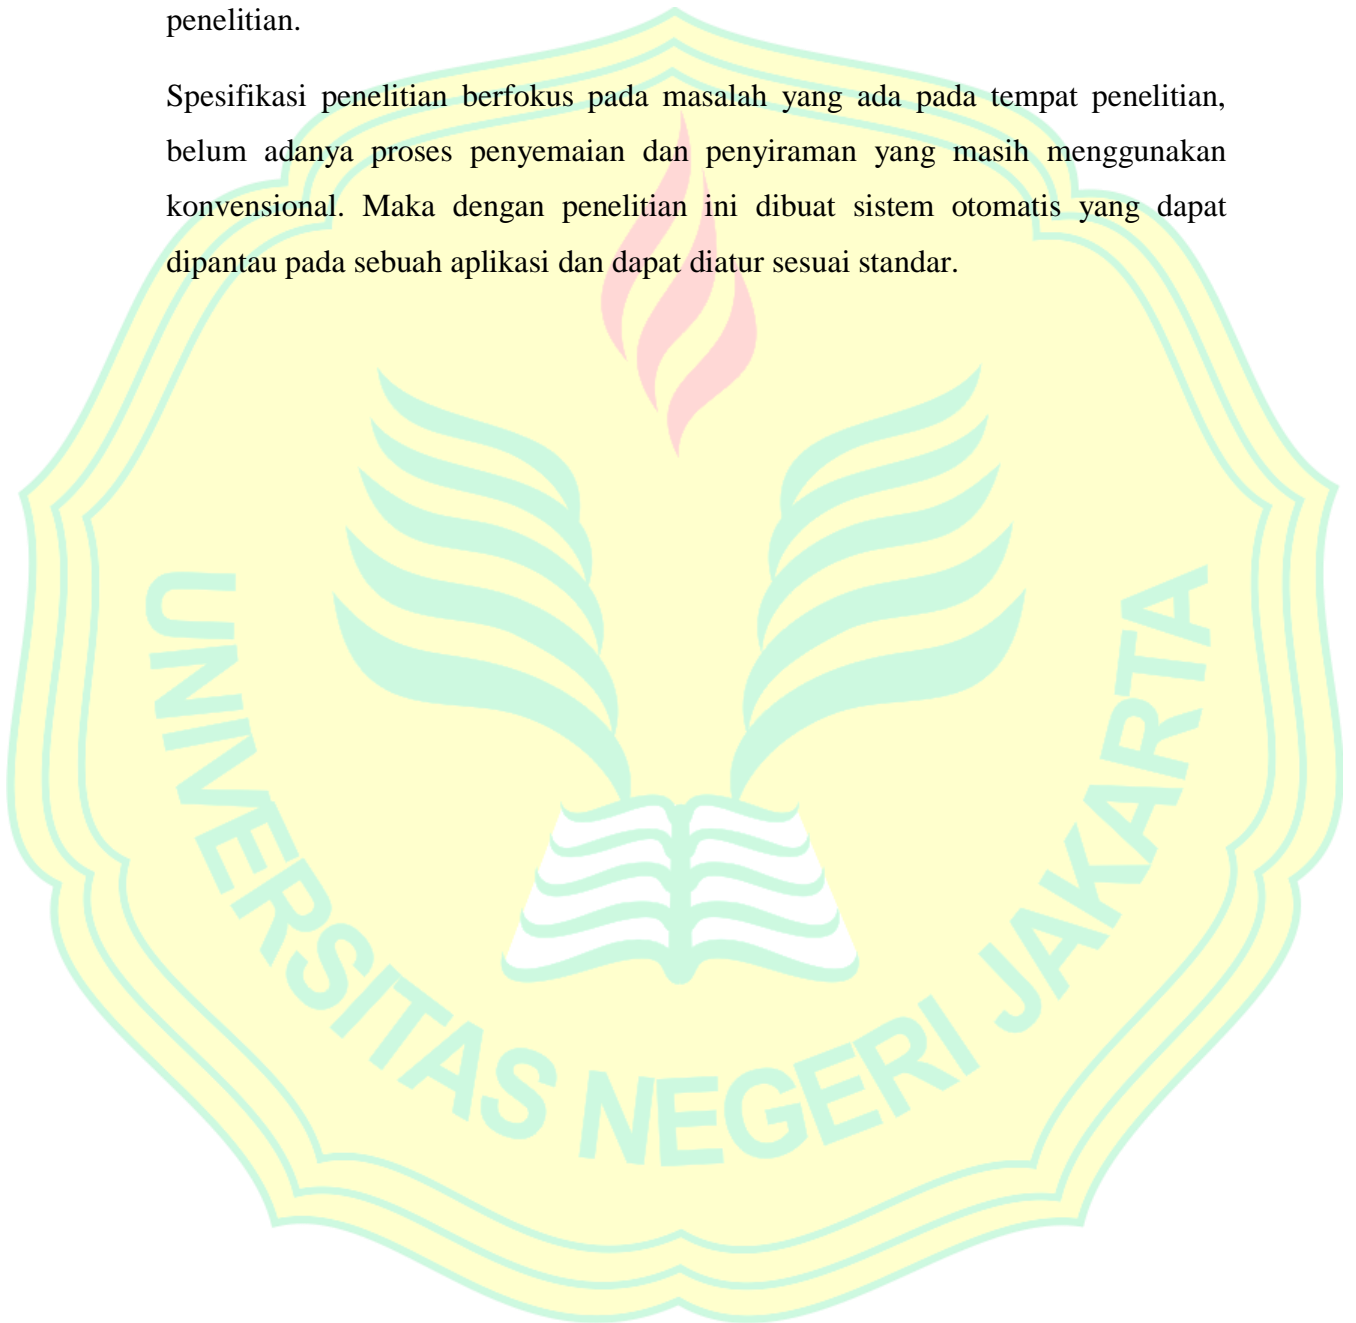 penelitian.
Spesifikasi penelitian berfokus pada masalah yang ada pada tempat penelitian,
belum adanya proses penyemaian dan penyiraman yang masih menggunakan
konvensional. Maka dengan penelitian ini dibuat sistem otomatis yang dapat
dipantau pada sebuah aplikasi dan dapat diatur sesuai standar.
UNIVERSITAS NEGERI JAKARTA